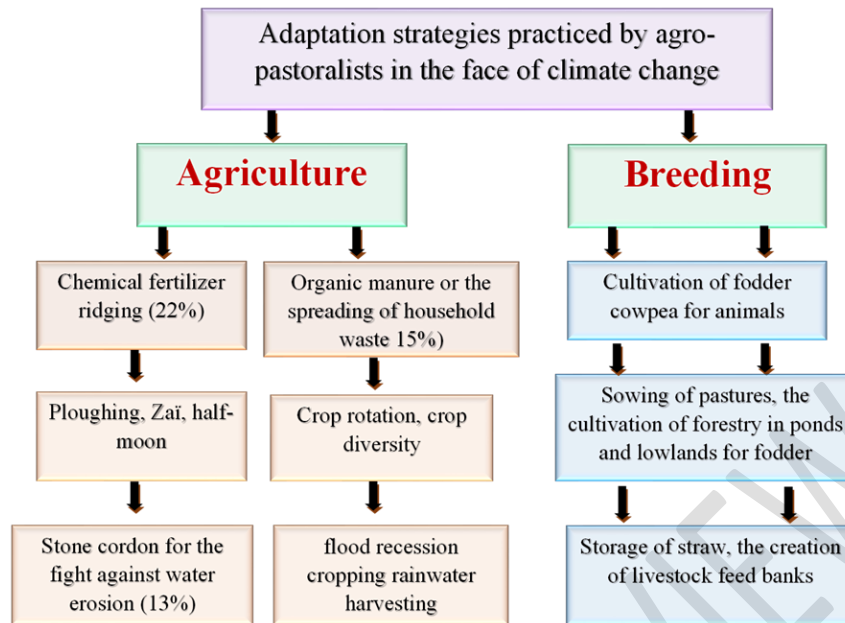 Adaptation strategies practiced by agro-
pastoralists in the face of climate change
Agriculture
Breeding
Chemical fertilizer
ridging (22%)
Organic manure or the
spreading of household
waste 15%)
Cultivation of fodder
cowpea for animals
Ploughing, Zaï, half-
moon
Crop rotation, crop
diversity
Sowing of pastures, the
cultivation of forestry in ponds
and lowlands for fodder
Stone cordon for the
fight against water
erosion (13%)
flood recession
cropping rainwater
harvesting
Storage of straw, the creation
of livestock feed banks